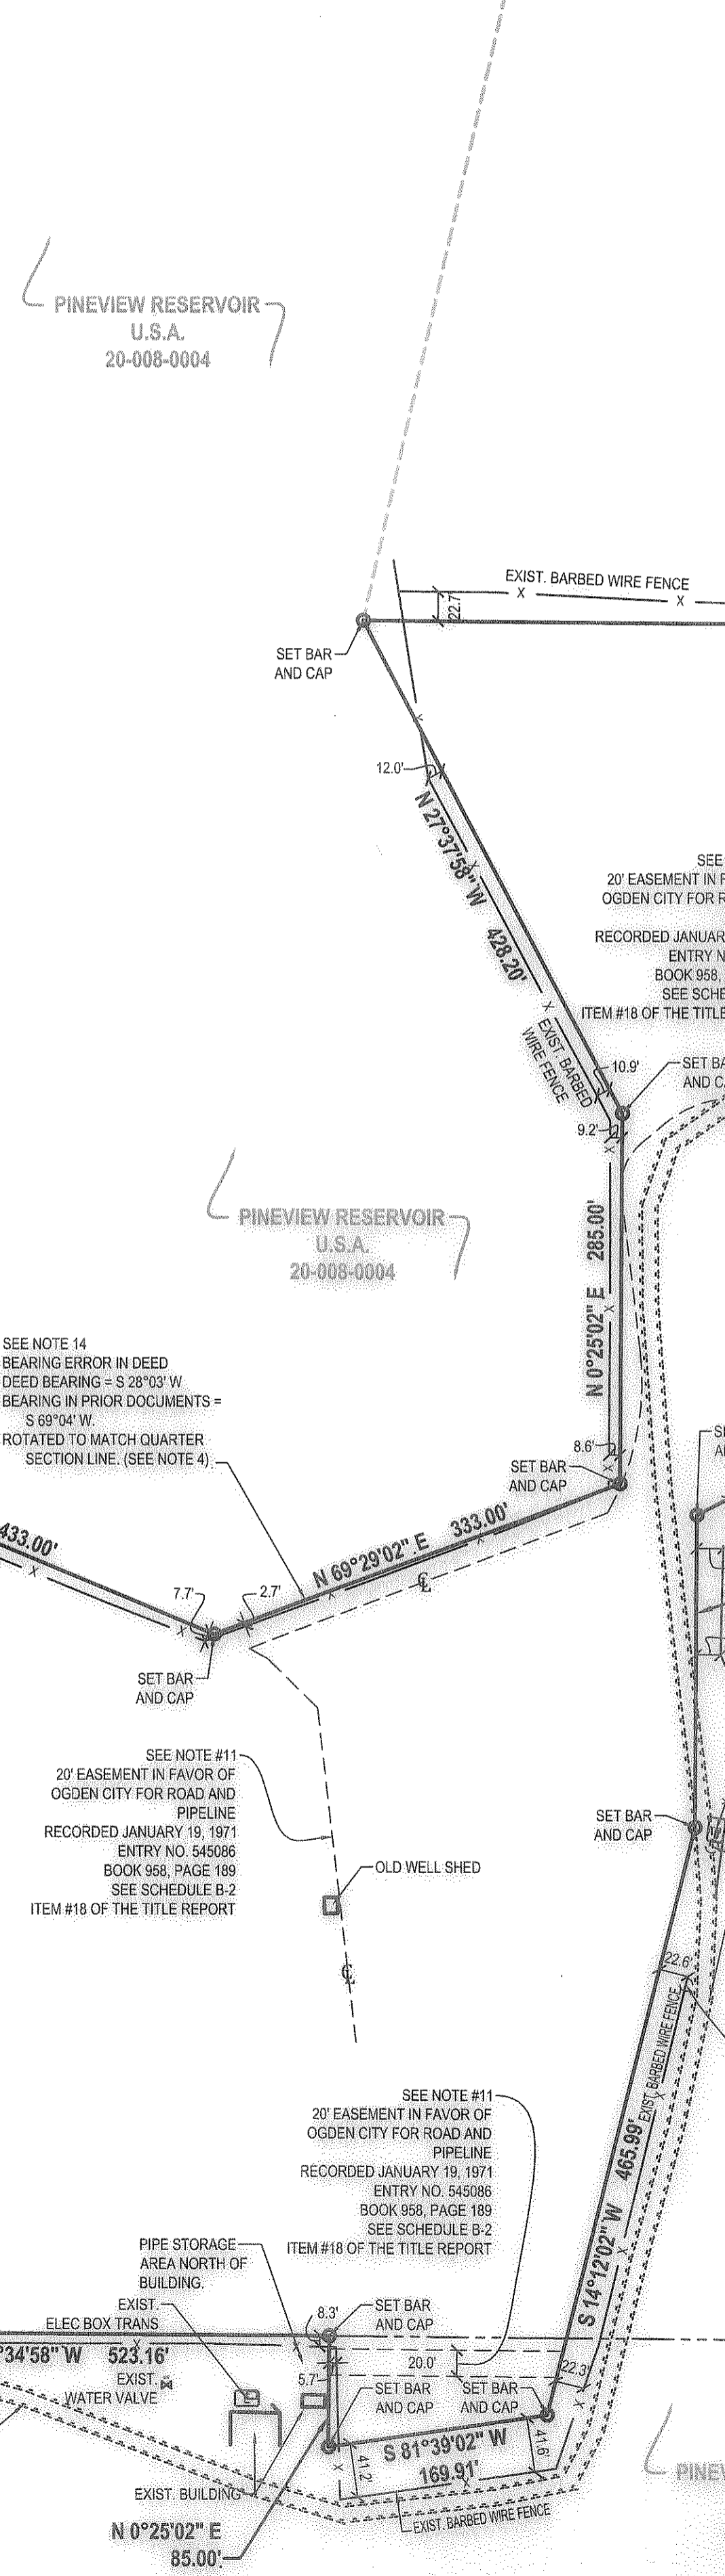 PINEVIEW RESERVOIR
U.S.A.
20-008-0004
EXIST. BARBED WIRE FENCE
X
X
22.7'
SET BAR
AND CAP
X
12.0'
X
N 27°37'58" W 428.20'
X
X
SEE
20' EASEMENT IN F
OGDEN CITY FOR R
RECORDED JANUAR
ENTRY N
BOOK 958,
SEE SCHE
ITEM #18 OF THE TITLE
EXIST. BARBED
WIRE FENCE
10.9'
SET BA
AND C
9.2'
X
PINEVIEW RESERVOIR
U.S.A.
20-008-0004
N 0°25'02" E 285.00'
X
SEE NOTE 14
BEARING ERROR IN DEED
DEED BEARING = S 28°03' W
BEARING IN PRIOR DOCUMENTS =
S 69°04' W.
ROTATED TO MATCH QUARTER
SECTION LINE. (SEE NOTE 4)
8.6'
X
SET BAR
AND CAP
433.00'
X
N 69°29'02" E 333.00'
X
X
℄
7.7'
2.7'
X
SET BAR
AND CAP
SEE NOTE #11
20' EASEMENT IN FAVOR OF
OGDEN CITY FOR ROAD AND
PIPELINE
RECORDED JANUARY 19, 1971
ENTRY NO. 545086
BOOK 958, PAGE 189
SEE SCHEDULE B-2
ITEM #18 OF THE TITLE REPORT
SET BAR
AND CAP
OLD WELL SHED
℄
22.6'
EXIST. BARBED WIRE FENCE
X
S 14°12'02" W 465.99'
X
SEE NOTE #11
20' EASEMENT IN FAVOR OF
OGDEN CITY FOR ROAD AND
PIPELINE
RECORDED JANUARY 19, 1971
ENTRY NO. 545086
BOOK 958, PAGE 189
SEE SCHEDULE B-2
ITEM #18 OF THE TITLE REPORT
PIPE STORAGE
AREA NORTH OF
BUILDING.
EXIST.
ELEC BOX TRANS
8.3'
SET BAR
AND CAP
°34'58" W 523.16'
X
EXIST.
WATER VALVE
5.7'
20.0'
22.3'
SET BAR
AND CAP
SET BAR
AND CAP
X
S 81°39'02" W
169.91'
41.2'
41.6'
X
X
EXIST. BUILDING
EXIST. BARBED WIRE FENCE
PINEV
N 0°25'02" E
85.00'